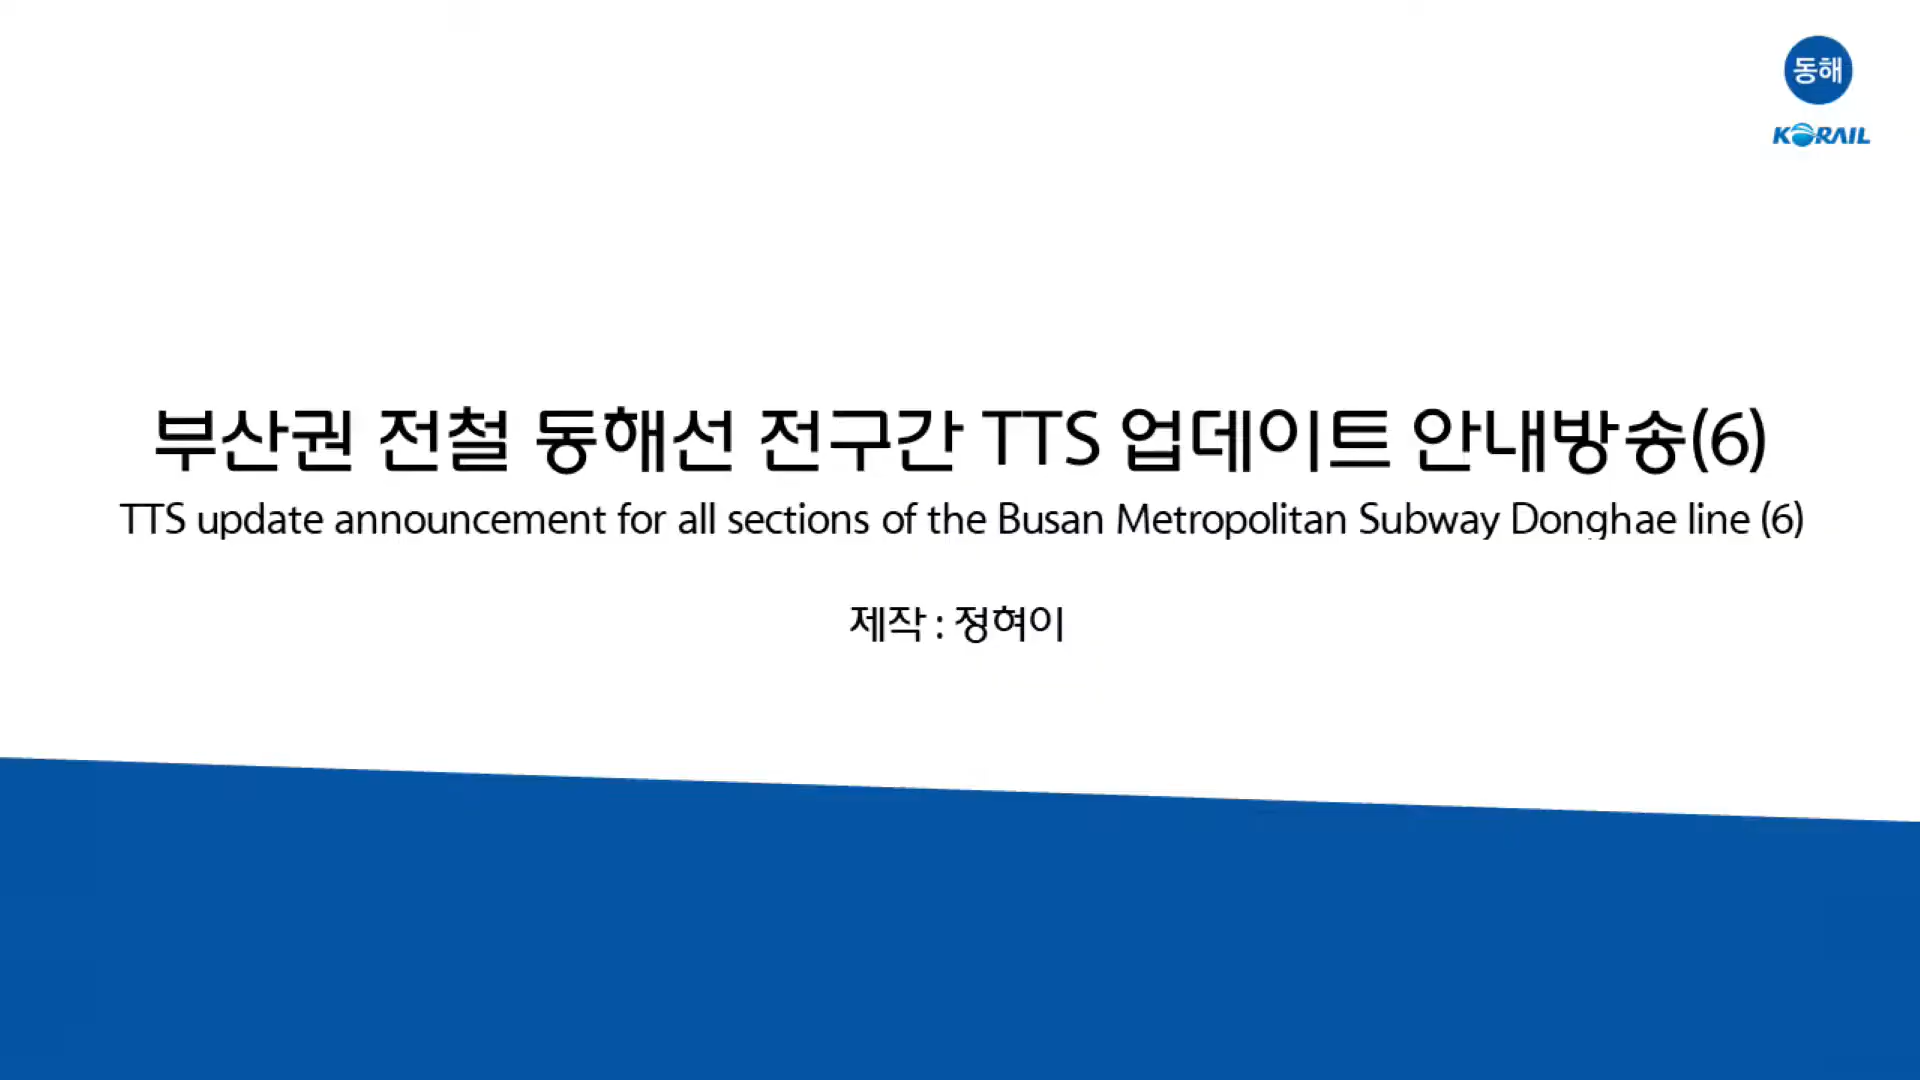 동해
KORAIL
부산권 전철 동해선 전구간 TTS 업데이트 안내방송(6)
TTS update announcement for all sections of the Busan Metropolitan Subway Donghae line (6)
제작 : 정혀이